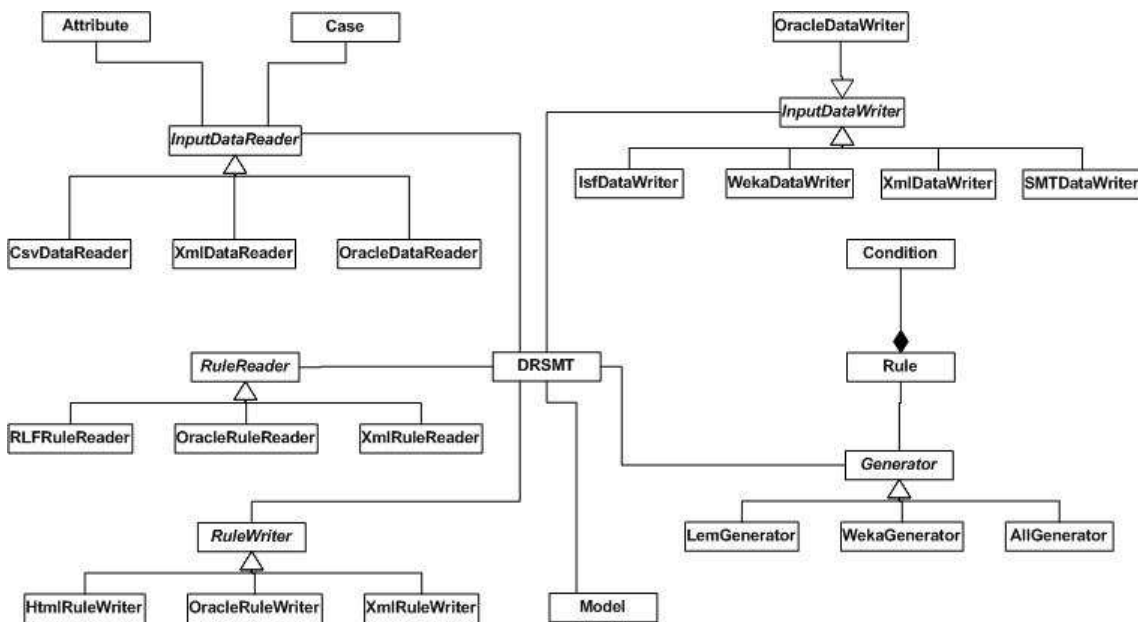 Attribute
Case
OracleDataWriter
InputDataReader
InputDataWriter
IsfDataWriter
WekaDataWriter
XmlDataWriter
SMTDataWriter
CsvDataReader
XmlDataReader
OracleDataReader
Condition
RuleReader
DRSMT
Rule
RLFRuleReader
OracleRuleReader
XmlRuleReader
Generator
RuleWriter
LemGenerator
WekaGenerator
AllGenerator
HtmlRuleWriter
OracleRuleWriter
XmlRuleWriter
Model